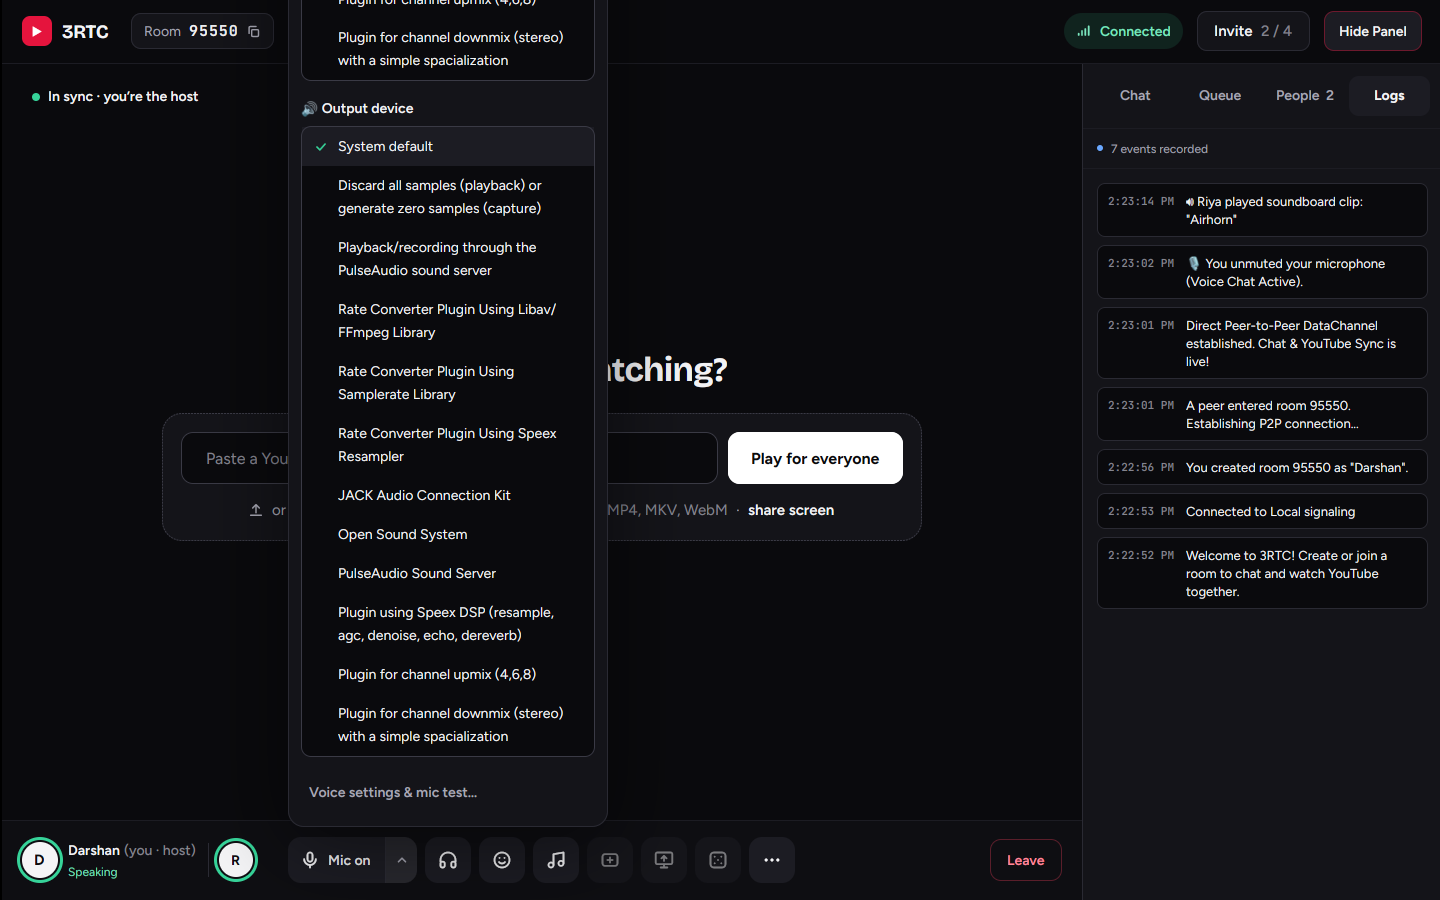 3RTC
Room 95550
Plugin for channel upmix (4,6,8)
Plugin for channel downmix (stereo)
with a simple spacialization
Connected
Invite 2 / 4
Hide Panel
In sync · you're the host
🔊 Output device
System default
Discard all samples (playback) or
generate zero samples (capture)
Playback/recording through the
PulseAudio sound server
Rate Converter Plugin Using Libav/
FFmpeg Library
Rate Converter Plugin Using
Samplerate Library
Rate Converter Plugin Using Speex
Resampler
JACK Audio Connection Kit
Open Sound System
PulseAudio Sound Server
Plugin using Speex DSP (resample,
agc, denoise, echo, dereverb)
Plugin for channel upmix (4,6,8)
Plugin for channel downmix (stereo)
with a simple spacialization
Voice settings & mic test...
tching?
Paste a You
Play for everyone
or
MP4, MKV, WebM · share screen
Chat
Queue
People 2
Logs
7 events recorded
2:23:14 PM 🔊 Riya played soundboard clip:
"Airhorn"
2:23:02 PM 🎙️ You unmuted your microphone
(Voice Chat Active).
2:23:01 PM Direct Peer-to-Peer DataChannel
established. Chat & YouTube Sync is
live!
2:23:01 PM A peer entered room 95550.
Establishing P2P connection...
2:22:56 PM You created room 95550 as "Darshan".
2:22:53 PM Connected to Local signaling
2:22:52 PM Welcome to 3RTC! Create or join a
room to chat and watch YouTube
together.
D
Darshan (you · host)
Speaking
R
Mic on
Leave